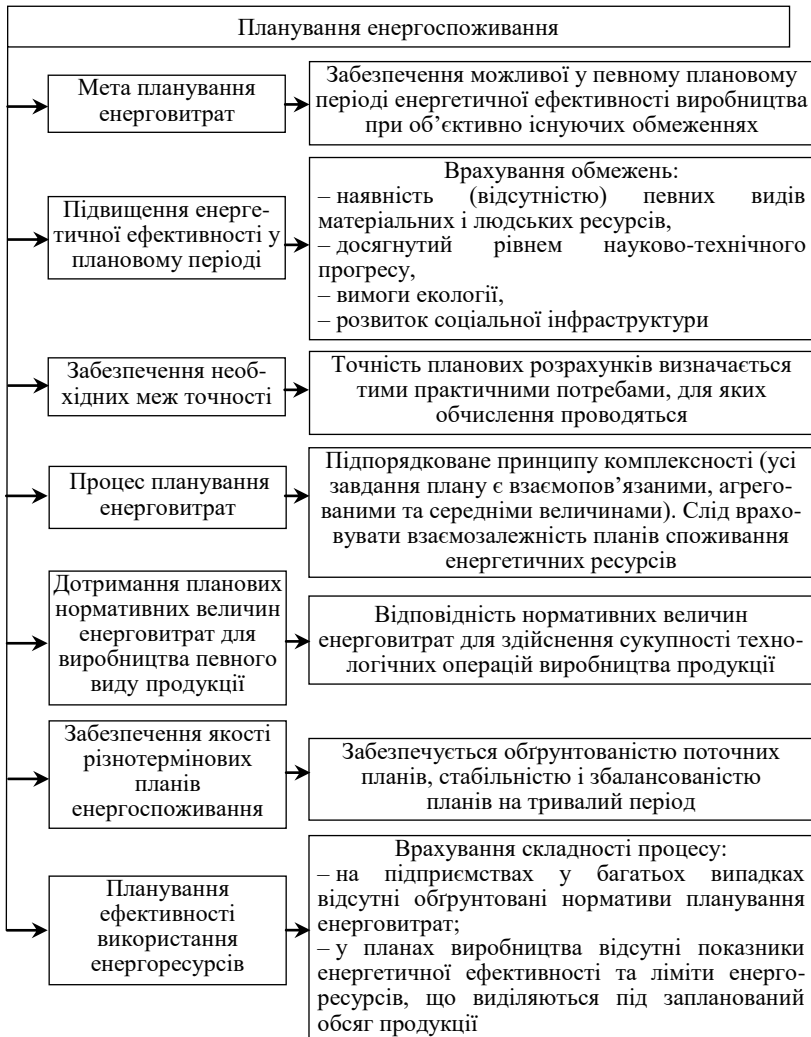 Планування енергоспоживання
Мета планування
енерговитрат
Забезпечення можливої у певному плановому
періоді енергетичної ефективності виробництва
при об’єктивно існуючих обмеженнях
Підвищення енерге-
тичної ефективності у
плановому періоді
Врахування обмежень:
– наявність (відсутністю) певних видів
матеріальних і людських ресурсів,
– досягнутий рівнем науково-технічного
прогресу,
– вимоги екології,
– розвиток соціальної інфраструктури
Забезпечення необ-
хідних меж точності
Точність планових розрахунків визначається
тими практичними потребами, для яких
обчислення проводяться
Процес планування
енерговитрат
Підпорядковане принципу комплексності (усі
завдання плану є взаємопов’язаними, агрего-
ваними та середніми величинами). Слід врахо-
вувати взаємозалежність планів споживання
енергетичних ресурсів
Дотримання планових
нормативних величин
енерговитрат для
виробництва певного
виду продукції
Відповідність нормативних величин
енерговитрат для здійснення сукупності техно-
логічних операцій виробництва продукції
Забезпечення якості
різнотермінових
планів
енергоспоживання
Забезпечується обґрунтованістю поточних
планів, стабільністю і збалансованістю
планів на тривалий період
Планування
ефективності
використання
енергоресурсів
Врахування складності процесу:
– на підприємствах у багатьох випадках
відсутні обґрунтовані нормативи планування
енерговитрат;
– у планах виробництва відсутні показники
енергетичної ефективності та ліміти енерго-
ресурсів, що виділяються під запланований
обсяг продукції